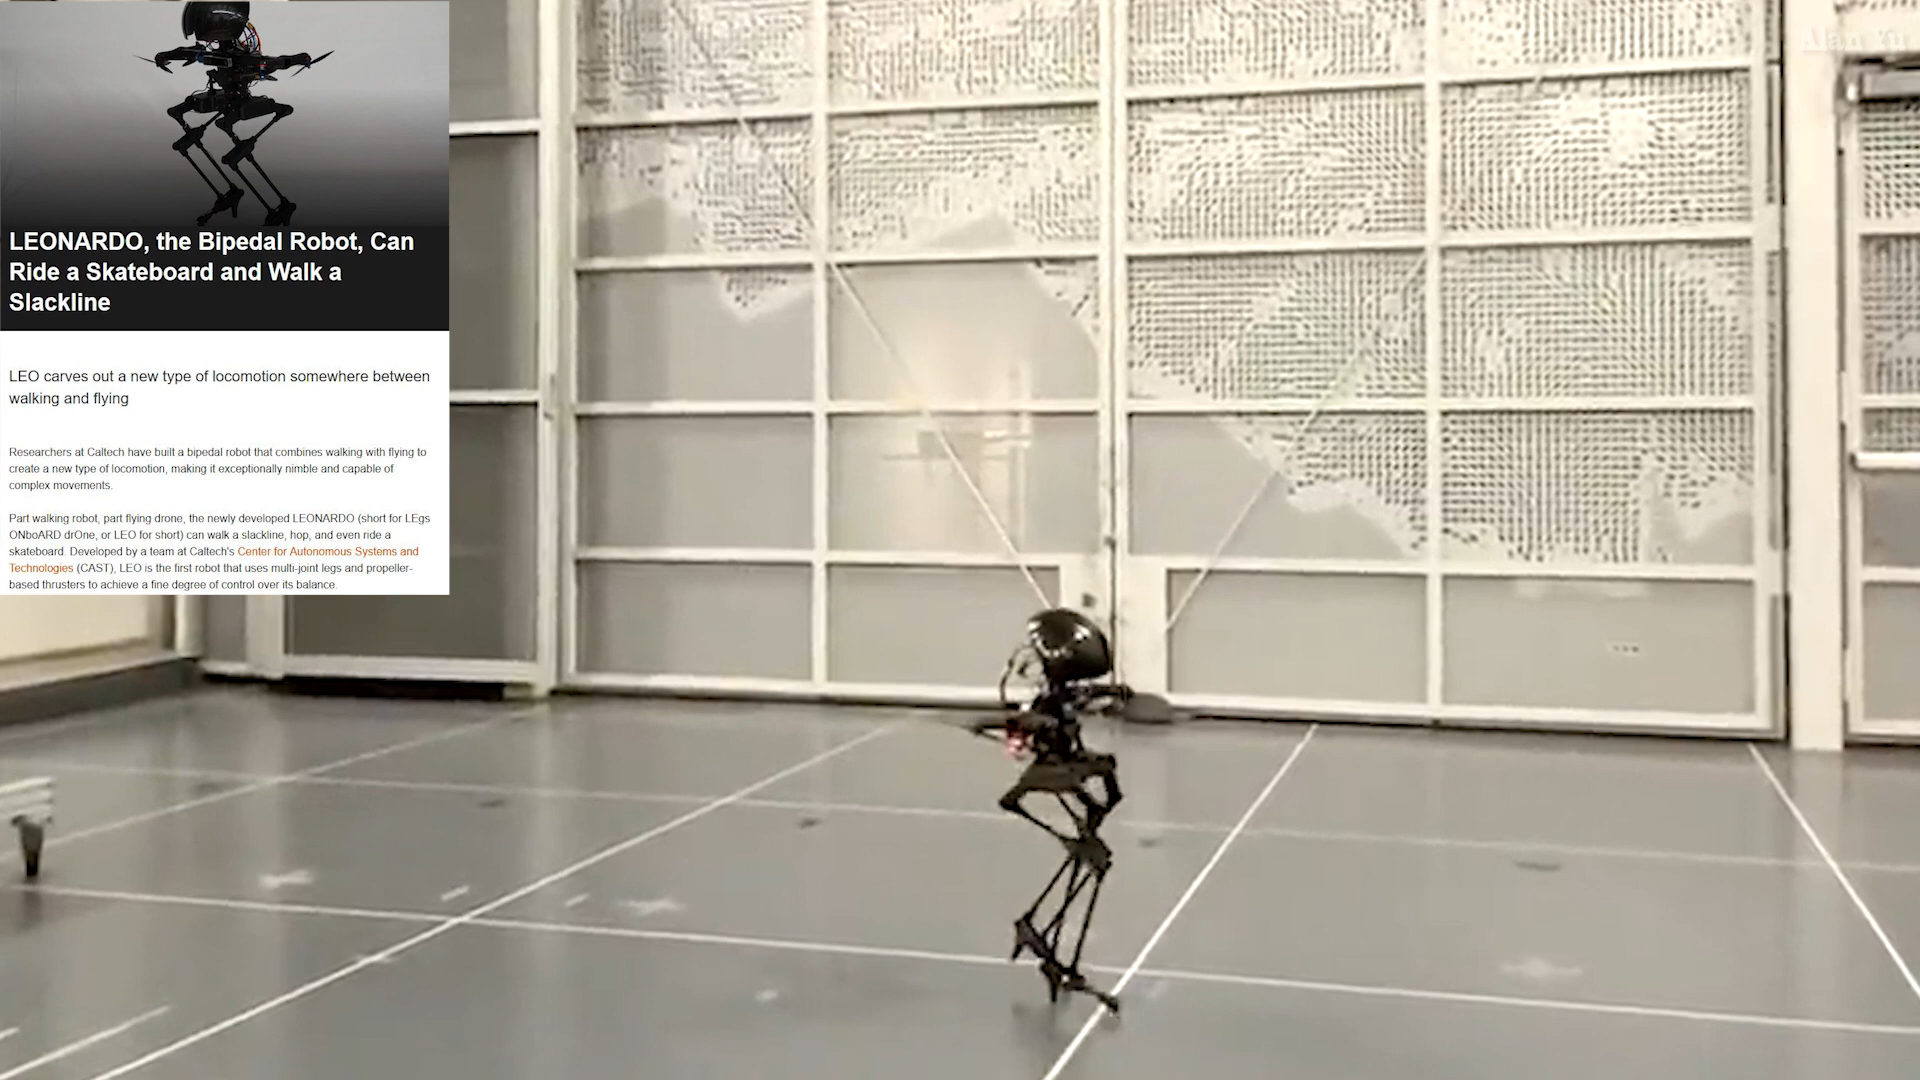 Alan Yu
LEONARDO, the Bipedal Robot, Can
Ride a Skateboard and Walk a
Slackline
LEO carves out a new type of locomotion somewhere between
walking and flying
Researchers at Caltech have built a bipedal robot that combines walking with flying to
create a new type of locomotion, making it exceptionally nimble and capable of
complex movements.
Part walking robot, part flying drone, the newly developed LEONARDO (short for LEgs
ONboARD drOne, or LEO for short) can walk a slackline, hop, and even ride a
skateboard. Developed by a team at Caltech's Center for Autonomous Systems and
Technologies (CAST), LEO is the first robot that uses multi-joint legs and propeller-
based thrusters to achieve a fine degree of control over its balance.